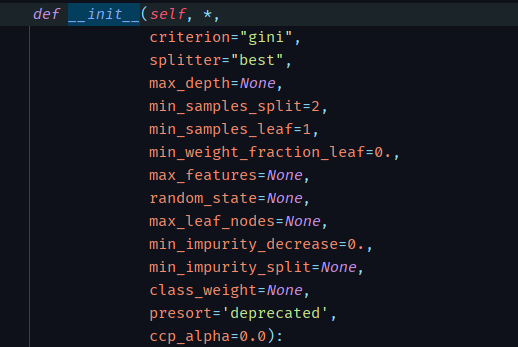 def __init__(self, *,
criterion="gini",
splitter="best",
max_depth=None,
min_samples_split=2,
min_samples_leaf=1,
min_weight_fraction_leaf=0.,
max_features=None,
random_state=None,
max_leaf_nodes=None,
min_impurity_decrease=0.,
min_impurity_split=None,
class_weight=None,
presort='deprecated',
ccp_alpha=0.0):